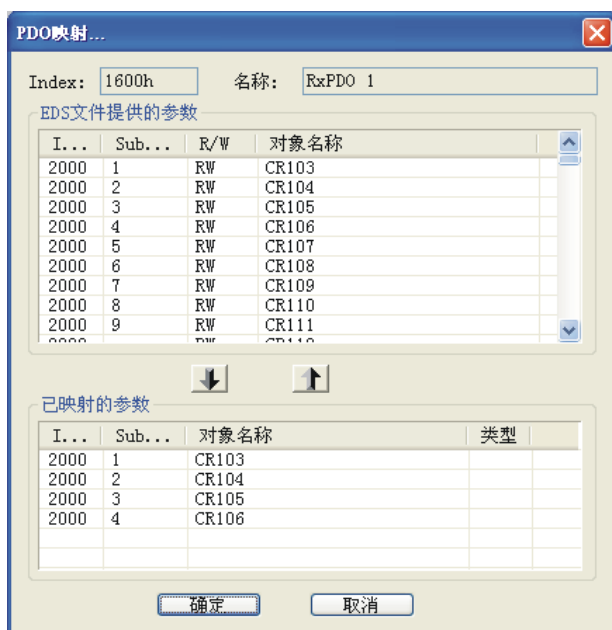 PDO映射...
Index: 1600h 名称: RxPDO 1
EDS文件提供的参数
I... Sub... R/W 对象名称
2000 1 RW CR103
2000 2 RW CR104
2000 3 RW CR105
2000 4 RW CR106
2000 5 RW CR107
2000 6 RW CR108
2000 7 RW CR109
2000 8 RW CR110
2000 9 RW CR111
已映射的参数
I... Sub... 对象名称 类型
2000 1 CR103
2000 2 CR104
2000 3 CR105
2000 4 CR106
确定 取消